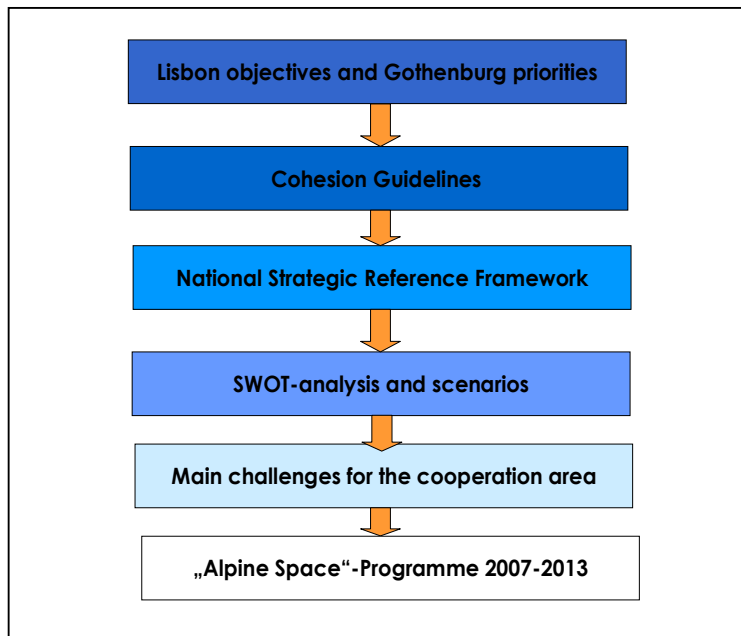 Lisbon objectives and Gothenburg priorities
Cohesion Guidelines
National Strategic Reference Framework
SWOT-analysis and scenarios
Main challenges for the cooperation area
„Alpine Space“-Programme 2007-2013